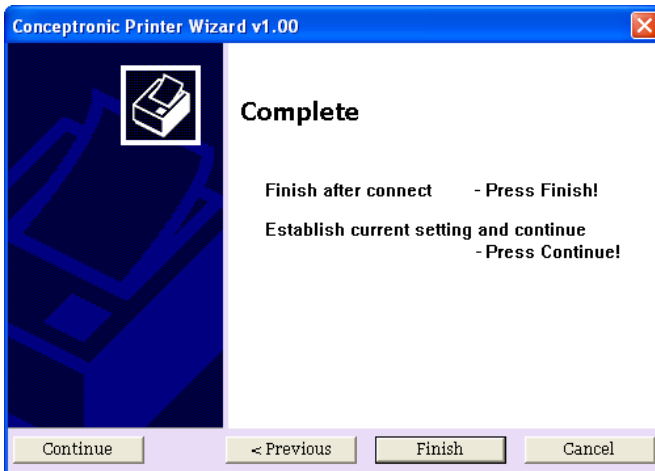 Conceptronic Printer Wizard v1.00
Complete
Finish after connect - Press Finish!
Establish current setting and continue
- Press Continue!
Continue
< Previous
Finish
Cancel